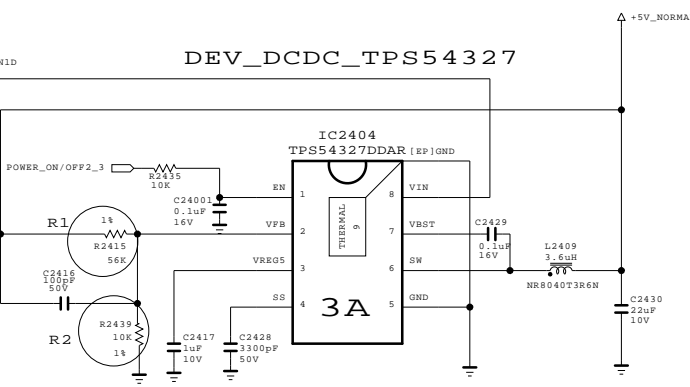 +5V_NORMA
N1D
DEV_DCDC_TPS54327
IC2404
TPS54327DDAR
[EP]GND
POWER_ON/OFF2_3
R2435
10K
C24001
0.1uF
16V
EN
1
8
VIN
THERMAL
9
R1
1%
R2415
56K
VFB
2
7
VBST
C2429
0.1uF
16V
VREG5
3
6
SW
L2409
3.6uH
NR8040T3R6N
C2416
100pF
50V
SS
4
3A
5
GND
C2430
22uF
10V
R2
R2439
10K
1%
C2417
1uF
10V
C2428
3300pF
50V